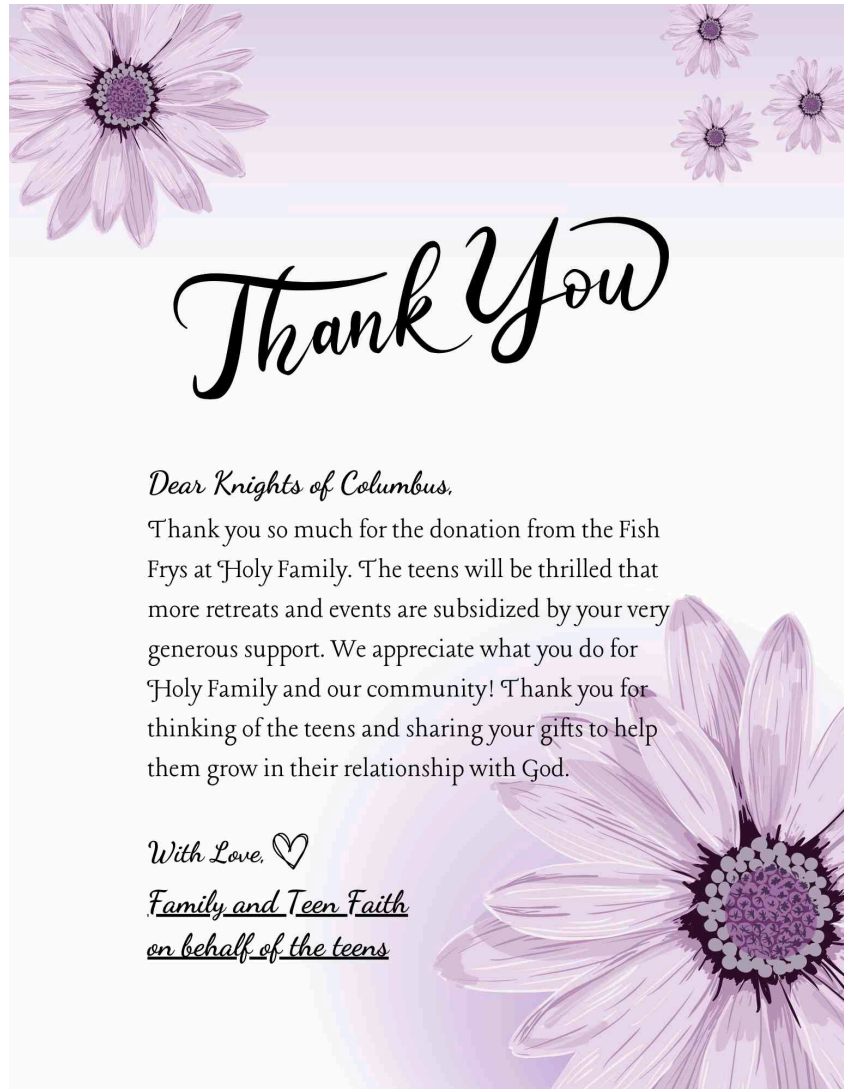 Thank You
Dear Knights of Columbus,
Thank you so much for the donation from the Fish
Frys at Holy Family. The teens will be thrilled that
more retreats and events are subsidized by your very
generous support. We appreciate what you do for
Holy Family and our community! Thank you for
thinking of the teens and sharing your gifts to help
them grow in their relationship with God.
With Love,
Family and Teen Faith
on behalf of the teens